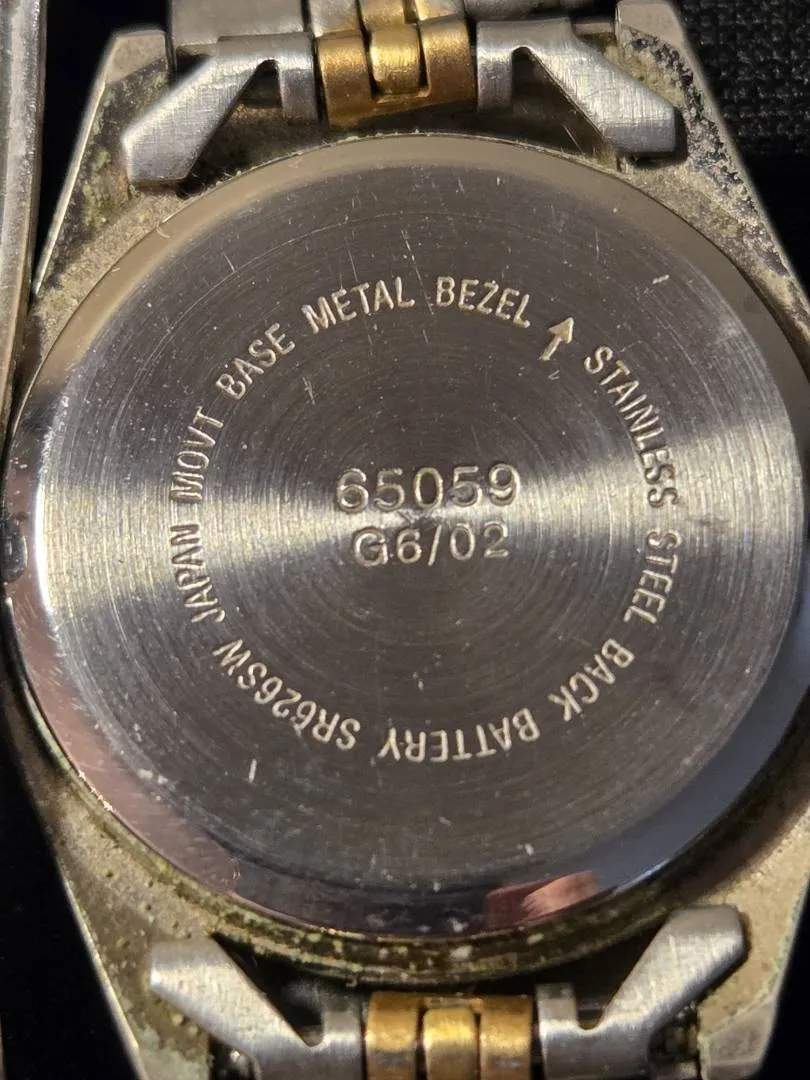 BASE METAL BEZEL ↑ STAINLESS STEEL BACK BATTERY SR626SW JAPAN MOVT
65059
G6/02